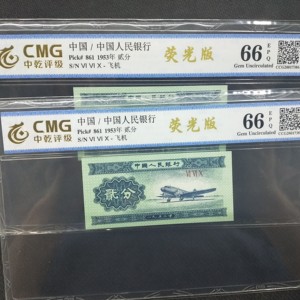 CMG
中乾评级
中国 / 中国人民银行
Pick# 861 1953年 贰分
S/N VI VI X - 飞机
荧光版
66
EPQ
Gem Uncirculated
CMG
中乾评级
中国 / 中国人民银行
Pick# 861 1953年 贰分
S/N VI VI X - 飞机
荧光版
66
EPQ
Gem Uncirculated
中国人民银行
VI VI X
贰分